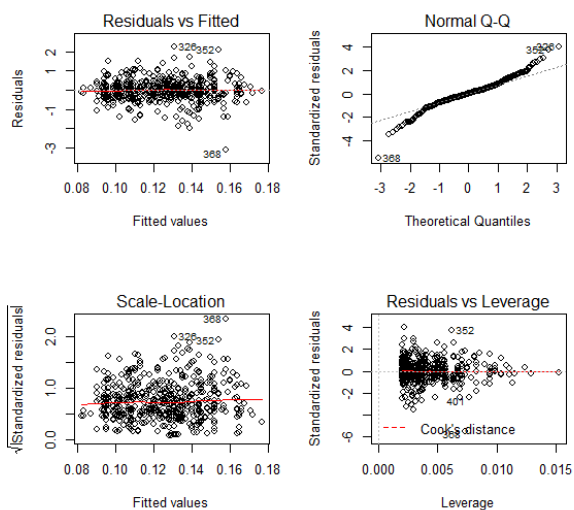 Residuals vs Fitted
Residuals
2
1
-1
-3
326
352
368
0.08 0.10 0.12 0.14 0.16 0.18
Fitted values
Normal Q-Q
Standardized residuals
4
2
0
-2
-4
352
326
368
-3 -2 -1 0 1 2 3
Theoretical Quantiles
Scale-Location
√|Standardized residuals|
2.0
1.0
0.0
368
326
352
0.08 0.10 0.12 0.14 0.16 0.18
Fitted values
Residuals vs Leverage
Standardized residuals
4
2
0
-2
-6
352
401
Cook's distance
368
0.000 0.005 0.010 0.015
Leverage